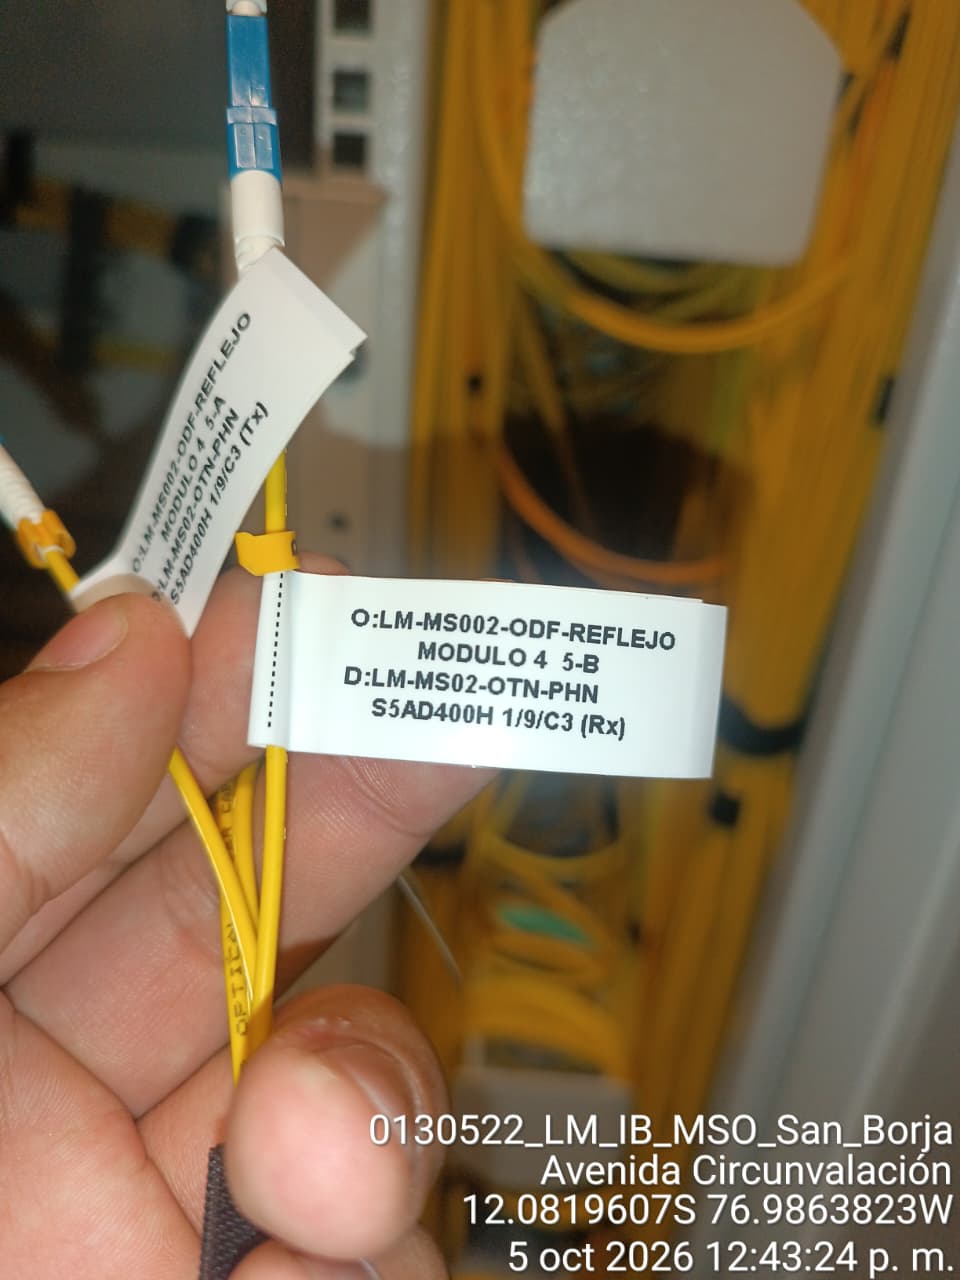 O:LM-MS002-ODF-REFLEJO
MODULO 4 5-A
D:LM-MS02-OTN-PHN
S5AD400H 1/9/C3 (Tx)
O:LM-MS002-ODF-REFLEJO
MODULO 4 5-B
D:LM-MS02-OTN-PHN
S5AD400H 1/9/C3 (Rx)
OPTICAL
0130522_LM_IB_MSO_San_Borja
Avenida Circunvalación
12.0819607S 76.9863823W
5 oct 2026 12:43:24 p. m.